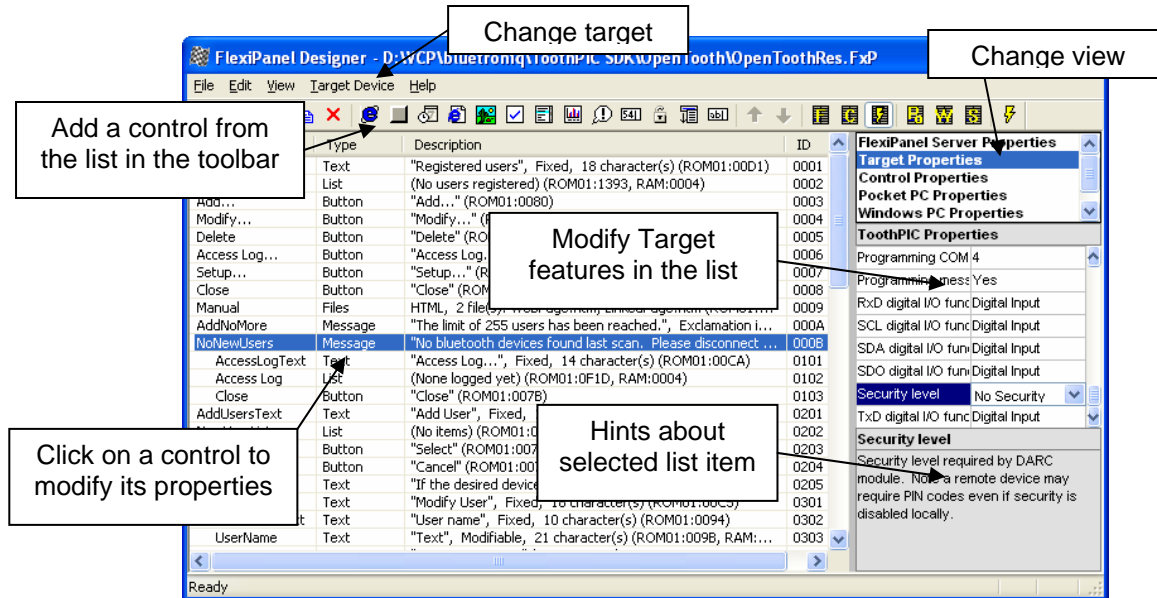 Change target
Change view
FlexiPanel Designer - D:\WCP\bluetroniq\ToothPIC SDK\OpenTooth\OpenToothRes.FxP
File Edit View Target Device Help
Add a control from
the list in the toolbar
Type Description ID
"Registered users", Fixed, 18 character(s) (ROM01:00D1) 0001
Text
List (No users registered) (ROM01:1393, RAM:0004) 0002
Add... Button "Add..." (ROM01:0080) 0003
Modify... Button "Modify..." 0004
Delete Button "Delete" (RO 0005
Access Log... Button "Access Log. 0006
Setup... Button "Setup..." (R 0007
Close Button "Close" (ROM 0008
Manual Files HTML, 2 file(s): 0009
AddNoMore Message "The limit of 255 users has been reached.", Exclamation i... 000A
NoNewUsers Message "No bluetooth devices found last scan. Please disconnect ... 000B
AccessLogText Text "Access Log...", Fixed, 14 character(s) (ROM01:00CA) 0101
Access Log List (None logged yet) (ROM01:0F1D, RAM:0004) 0102
Close Button "Close" (ROM01:007B) 0103
AddUsersText Text "Add User", Fixed, 0201
List (No items) (ROM01:0 0202
Button "Select" (ROM01:007 0203
Button "Cancel" (ROM01:00 0204
Text "If the desired device 0205
Text "Modify User", Fixed, 0301
Text "User name", Fixed, 10 character(s) (ROM01:0094) 0302
UserName Text "Text", Modifiable, 21 character(s) (ROM01:009B, RAM:... 0303
Modify Target
features in the list
Click on a control to
modify its properties
Hints about
selected list item
FlexiPanel Server Properties
Target Properties
Control Properties
Pocket PC Properties
Windows PC Properties
ToothPIC Properties
Programming COM 4
Programming mess Yes
RxD digital I/O func Digital Input
SCL digital I/O func Digital Input
SDA digital I/O fun Digital Input
SDO digital I/O fun Digital Input
Security level No Security
TxD digital I/O func Digital Input
Security level
Security level required by DARC
module. Note a remote device may
require PIN codes even if security is
disabled locally.
Ready